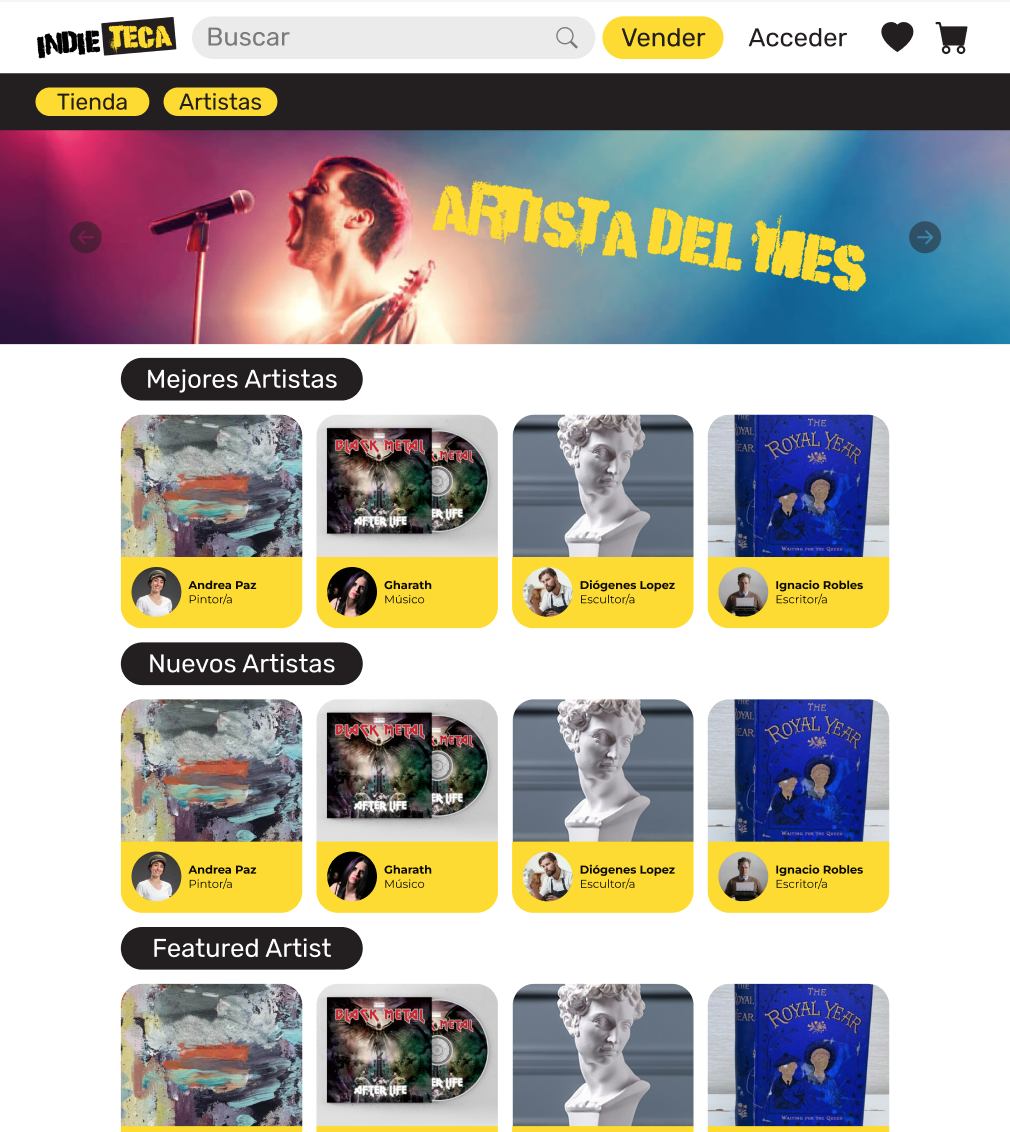 INDIE TECA
Buscar
Vender
Acceder
Tienda
Artistas
ARTISTA DEL MES
Mejores Artistas
BLACK METAL
AFTER LIFE
THE
ROYAL YEAR
WAITING FOR THE QUEEN
Andrea Paz
Pintor/a
Gharath
Músico
Diógenes Lopez
Escultor/a
Ignacio Robles
Escritor/a
Nuevos Artistas
BLACK METAL
AFTER LIFE
THE
ROYAL YEAR
WAITING FOR THE QUEEN
Andrea Paz
Pintor/a
Gharath
Músico
Diógenes Lopez
Escultor/a
Ignacio Robles
Escritor/a
Featured Artist
BLACK METAL
AFTER LIFE
THE
ROYAL YEAR
WAITING FOR THE QUEEN